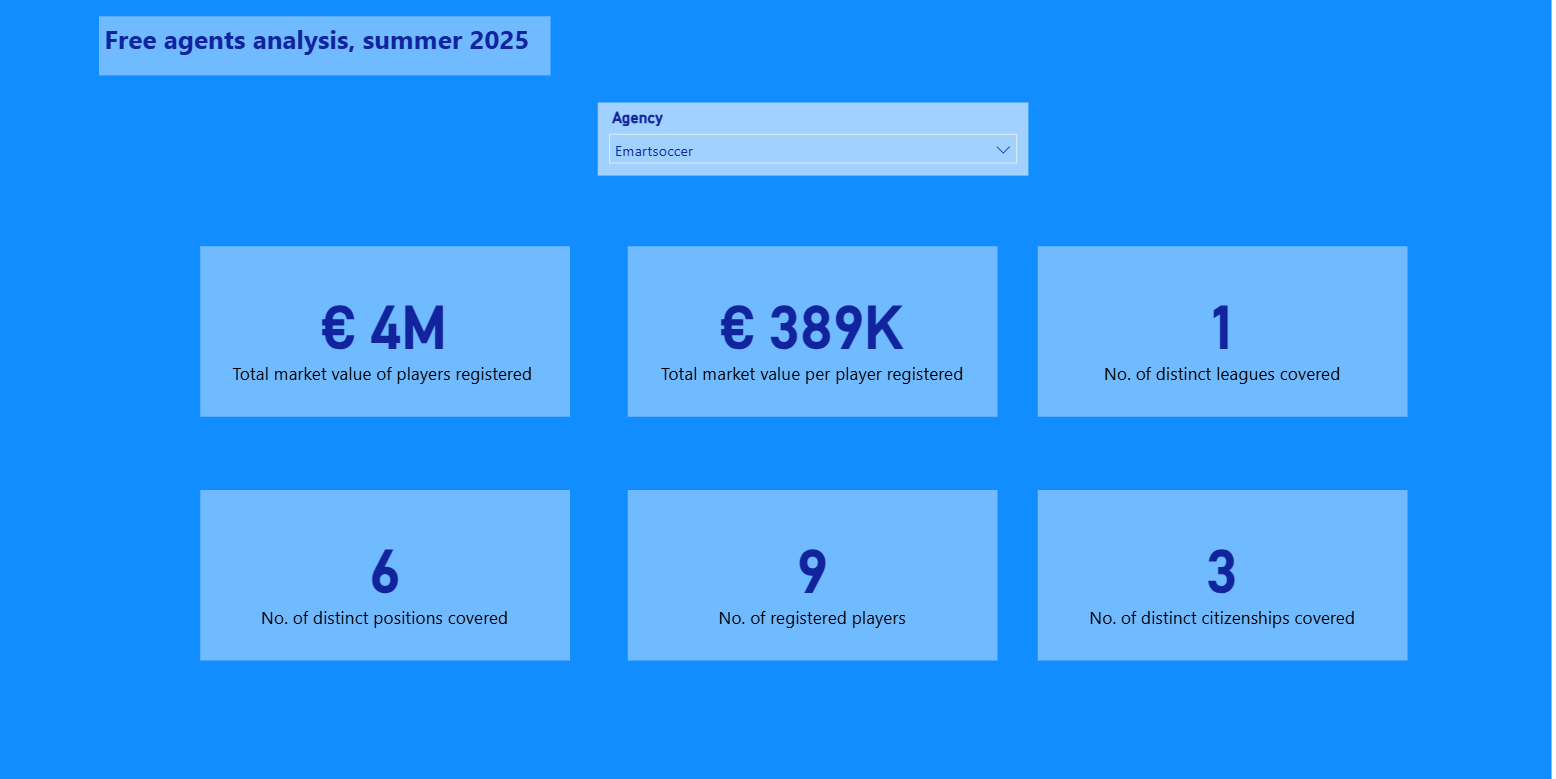 Free agents analysis, summer 2025
Agency
Emartsoccer
€ 4M
Total market value of players registered
€ 389K
Total market value per player registered
1
No. of distinct leagues covered
6
No. of distinct positions covered
9
No. of registered players
3
No. of distinct citizenships covered